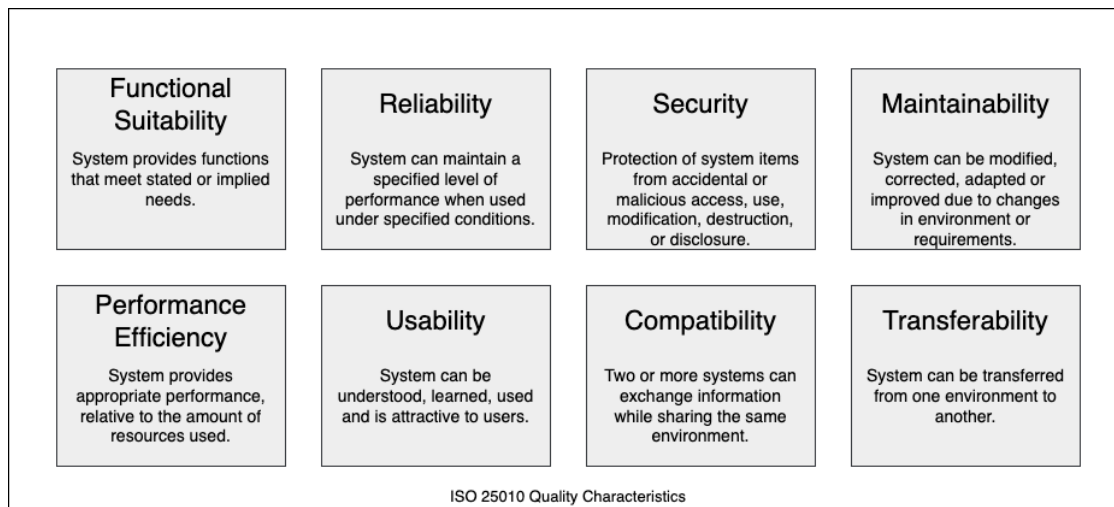 Functional
Suitability
System provides functions
that meet stated or implied
needs.
Reliability
System can maintain a
specified level of
performance when used
under specified conditions.
Security
Protection of system items
from accidental or
malicious access, use,
modification, destruction,
or disclosure.
Maintainability
System can be modified,
corrected, adapted or
improved due to changes
in environment or
requirements.
Performance
Efficiency
System provides
appropriate performance,
relative to the amount of
resources used.
Usability
System can be
understood, learned, used
and is attractive to users.
Compatibility
Two or more systems can
exchange information
while sharing the same
environment.
Transferability
System can be transferred
from one environment to
another.
ISO 25010 Quality Characteristics